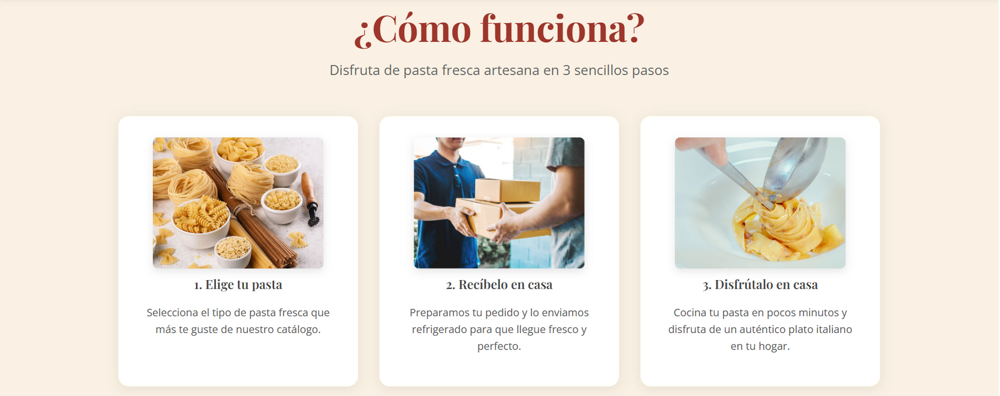 ¿Cómo funciona?
Disfruta de pasta fresca artesana en 3 sencillos pasos
1. Elige tu pasta
Selecciona el tipo de pasta fresca que
más te guste de nuestro catálogo.
2. Recíbelo en casa
Preparamos tu pedido y lo enviamos
refrigerado para que llegue fresco y
perfecto.
3. Disfrútalo en casa
Cocina tu pasta en pocos minutos y
disfruta de un auténtico plato italiano
en tu hogar.